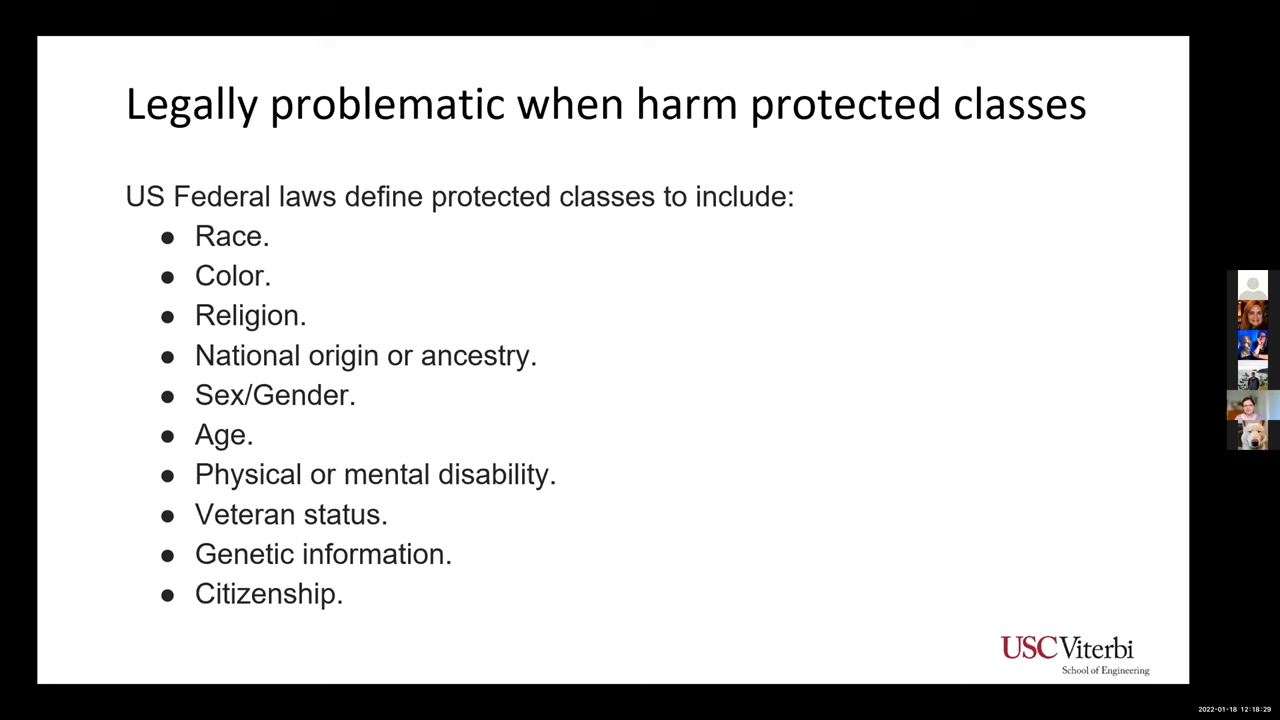 Legally problematic when harm protected classes
US Federal laws define protected classes to include:
● Race.
● Color.
● Religion.
● National origin or ancestry.
● Sex/Gender.
● Age.
● Physical or mental disability.
● Veteran status.
● Genetic information.
● Citizenship.
USC Viterbi
School of Engineering
2022-01-18 12:18:29